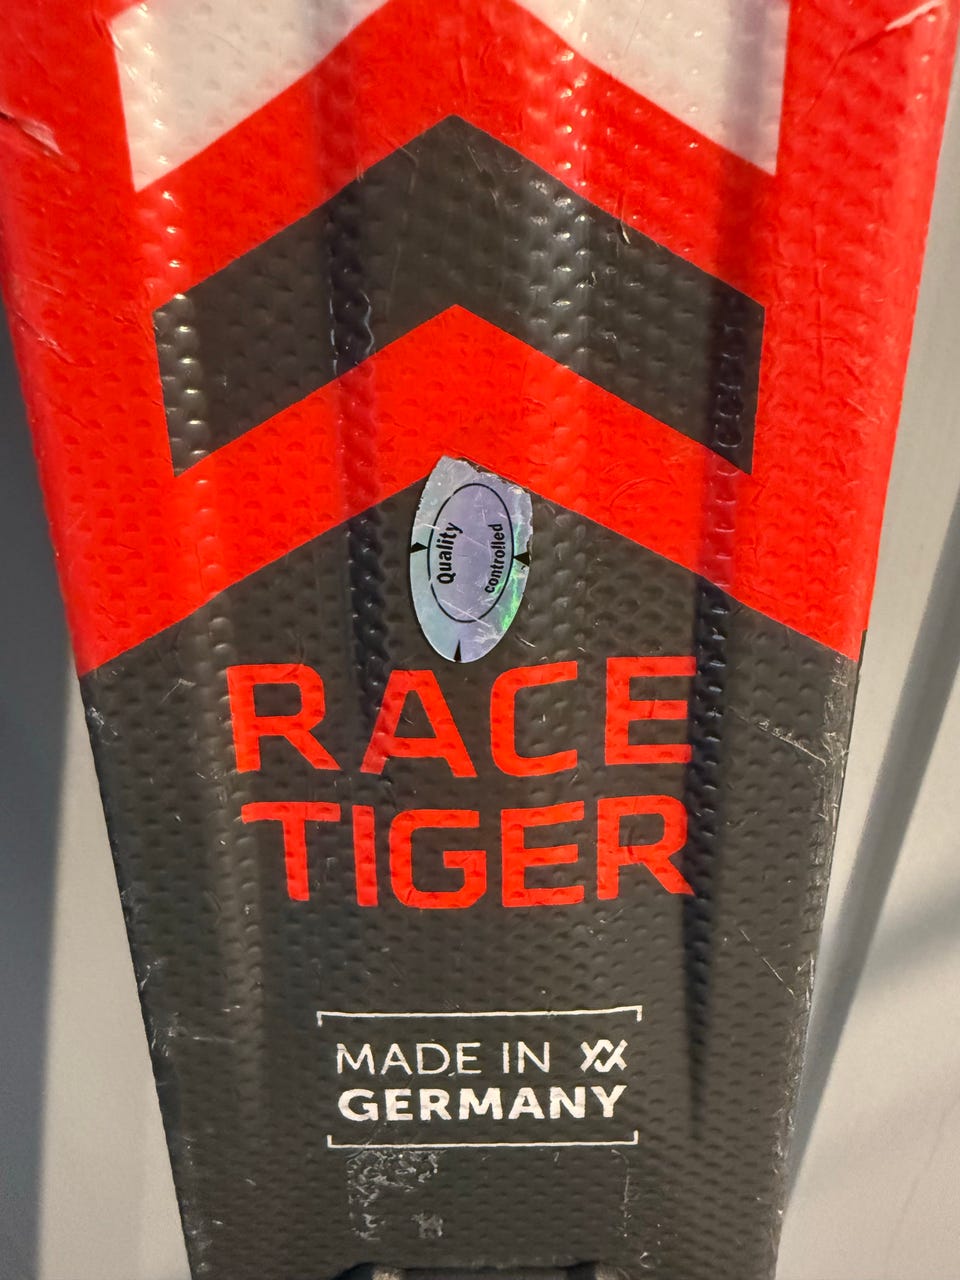 Quality
controlled
RACE
TIGER
MADE IN
GERMANY